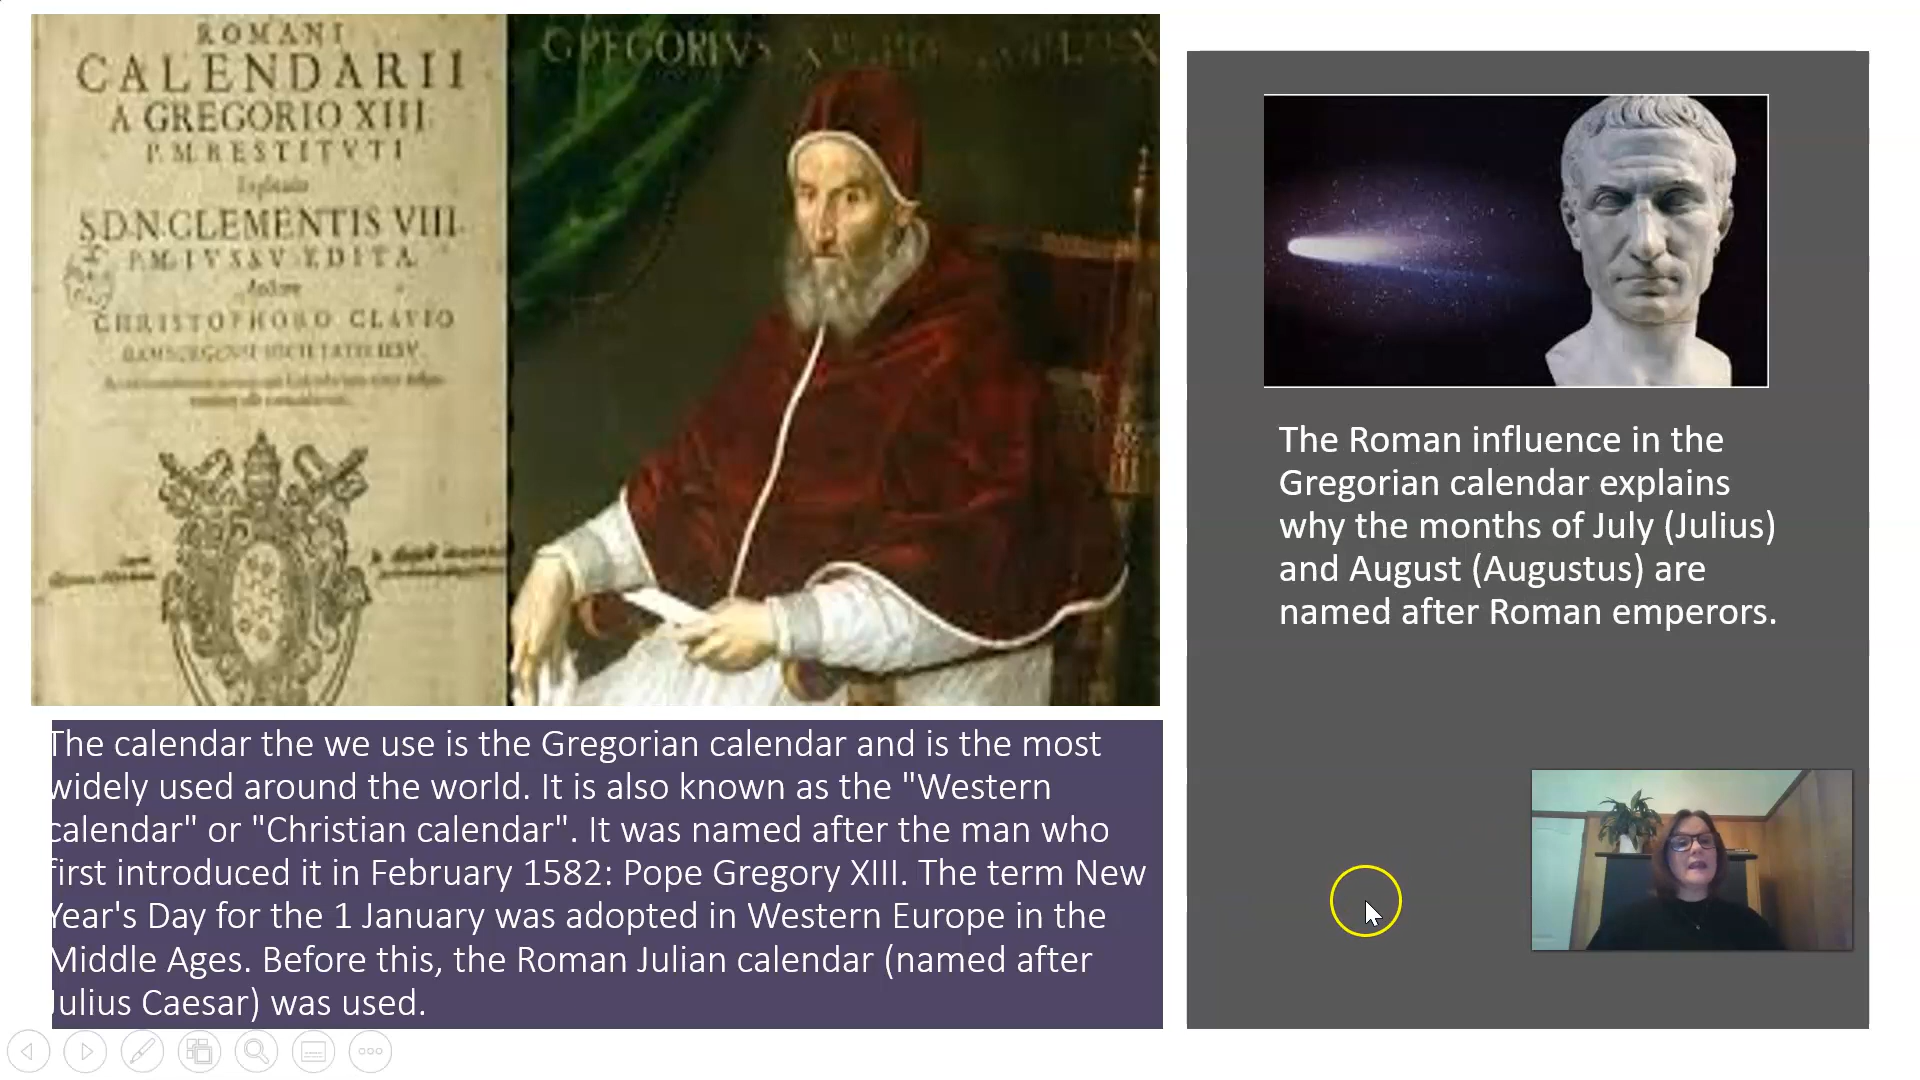 ROMANI
CALENDARII
A GREGORIO XIII.
P. M. RESTITVTI
S.D.N. CLEMENTIS VIII.
P. M. IVSSV EDITA
CHRISTOPHORO CLAVIO
GREGORIVS
The calendar the we use is the Gregorian calendar and is the most
widely used around the world. It is also known as the "Western
calendar" or "Christian calendar". It was named after the man who
first introduced it in February 1582: Pope Gregory XIII. The term New
Year's Day for the 1 January was adopted in Western Europe in the
Middle Ages. Before this, the Roman Julian calendar (named after
Julius Caesar) was used.
The Roman influence in the
Gregorian calendar explains
why the months of July (Julius)
and August (Augustus) are
named after Roman emperors.